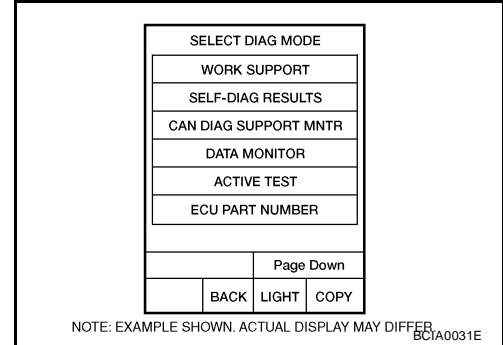 SELECT DIAG MODE
WORK SUPPORT
SELF-DIAG RESULTS
CAN DIAG SUPPORT MNTR
DATA MONITOR
ACTIVE TEST
ECU PART NUMBER
Page Down
BACK LIGHT COPY
NOTE: EXAMPLE SHOWN. ACTUAL DISPLAY MAY DIFFER.
BCIA0031E